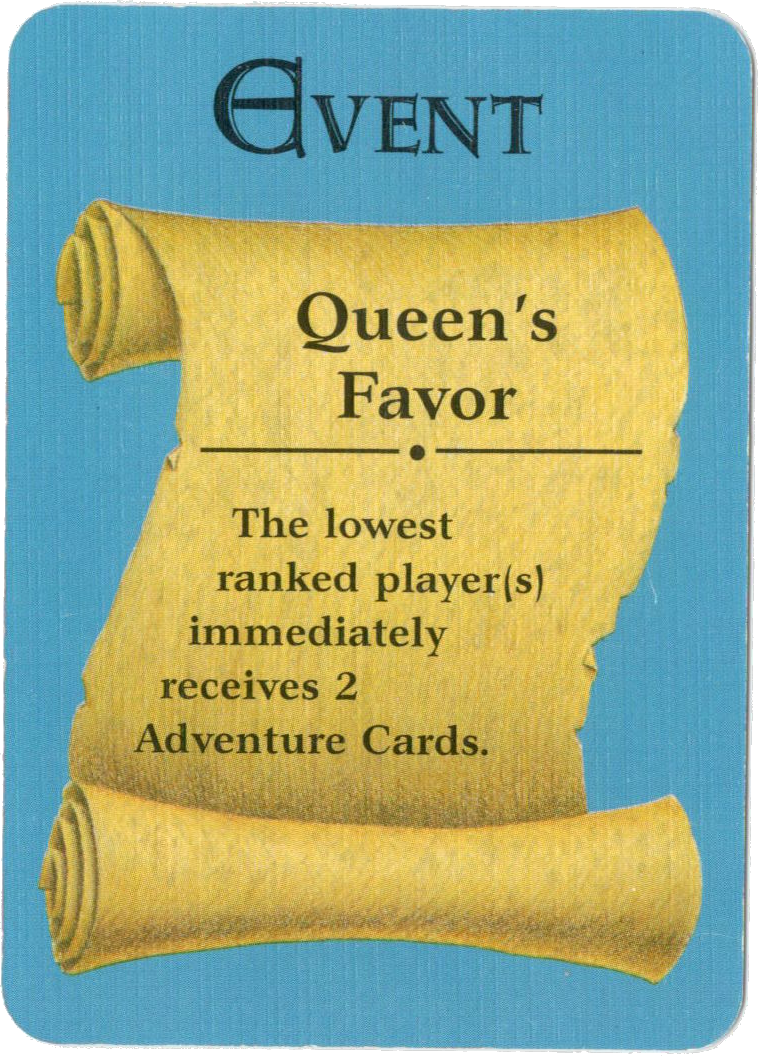 EVENT
Queen's
Favor
The lowest
ranked player(s)
immediately
receives 2
Adventure Cards.